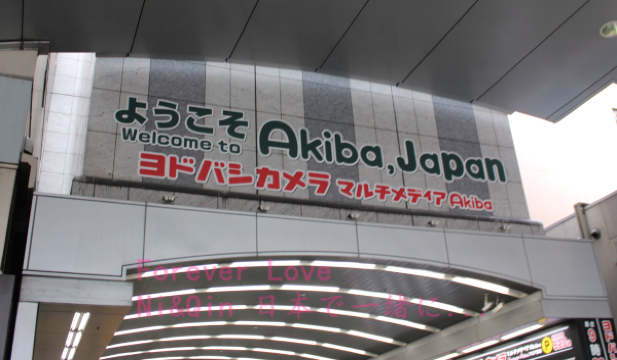 ようこそ
Welcome to Akiba, Japan
ヨドバシカメラ マルチメディア Akiba
Forever Love
Ni&Qin 日本で一緒に...